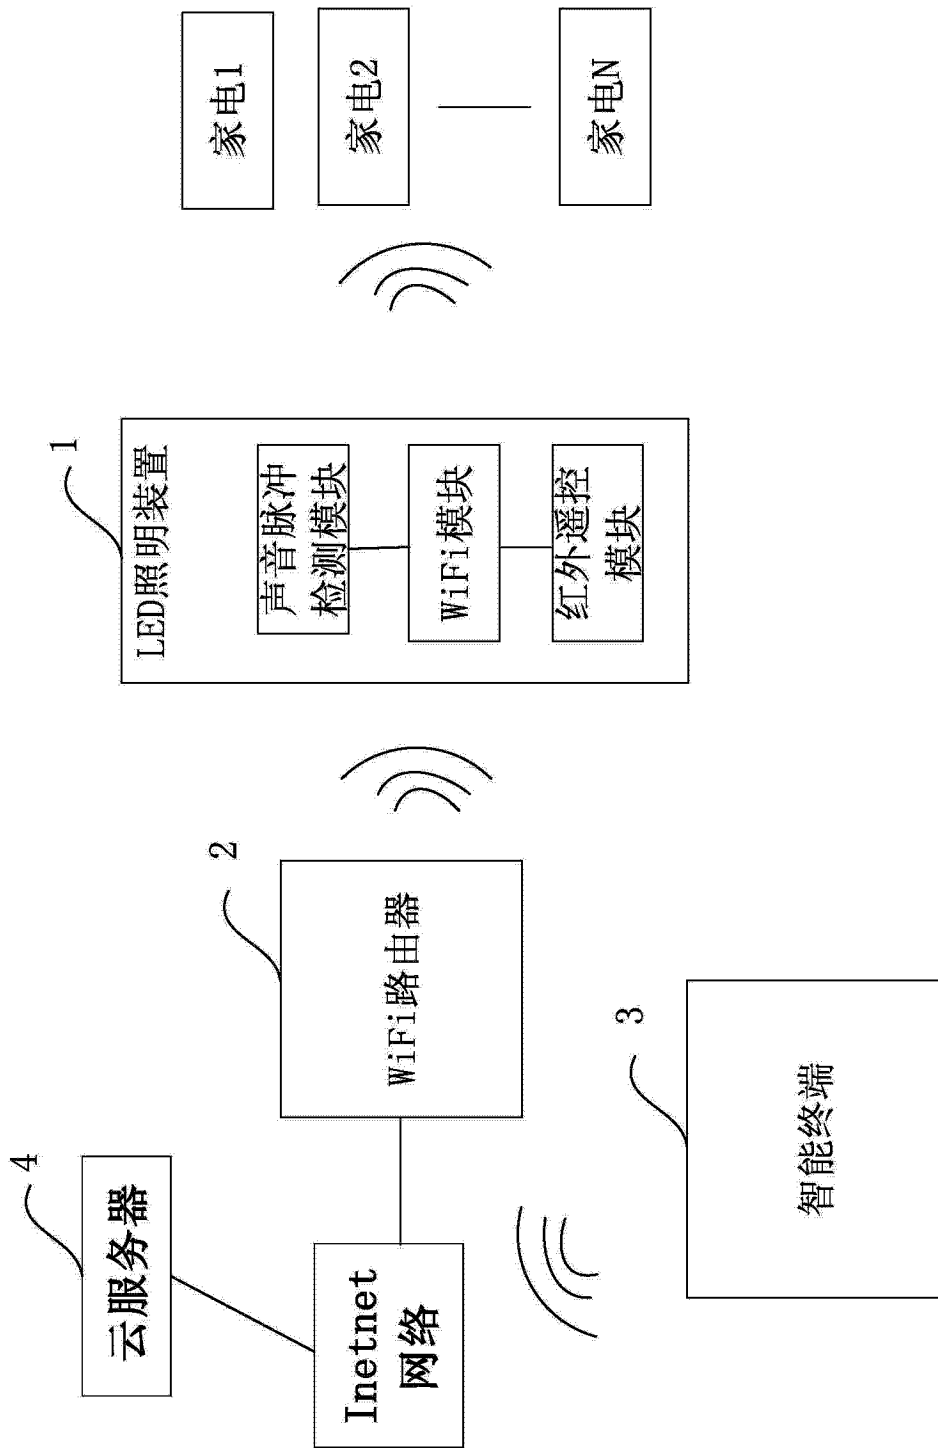 4
云服务器
Inetnet
网络
2
WiFi路由器
3
智能终端
1
LED照明装置
声音脉冲
检测模块
WiFi模块
红外遥控
模块
家电1
家电2
家电N